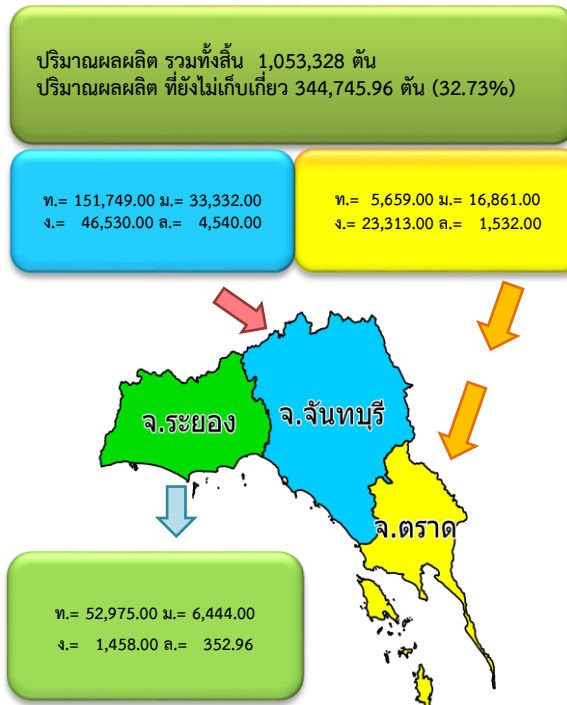 ปริมาณผลผลิต รวมทั้งสิ้น 1,053,328 ตัน
ปริมาณผลผลิต ที่ยังไม่เก็บเกี่ยว 344,745.96 ตัน (32.73%)
ท.= 151,749.00 ม.= 33,332.00
ง.= 46,530.00 ล.= 4,540.00
ท.= 5,659.00 ม.= 16,861.00
ง.= 23,313.00 ล.= 1,532.00
จ.ระยอง
จ.จันทบุรี
จ.ตราด
ท.= 52,975.00 ม.= 6,444.00
ง.= 1,458.00 ล.= 352.96